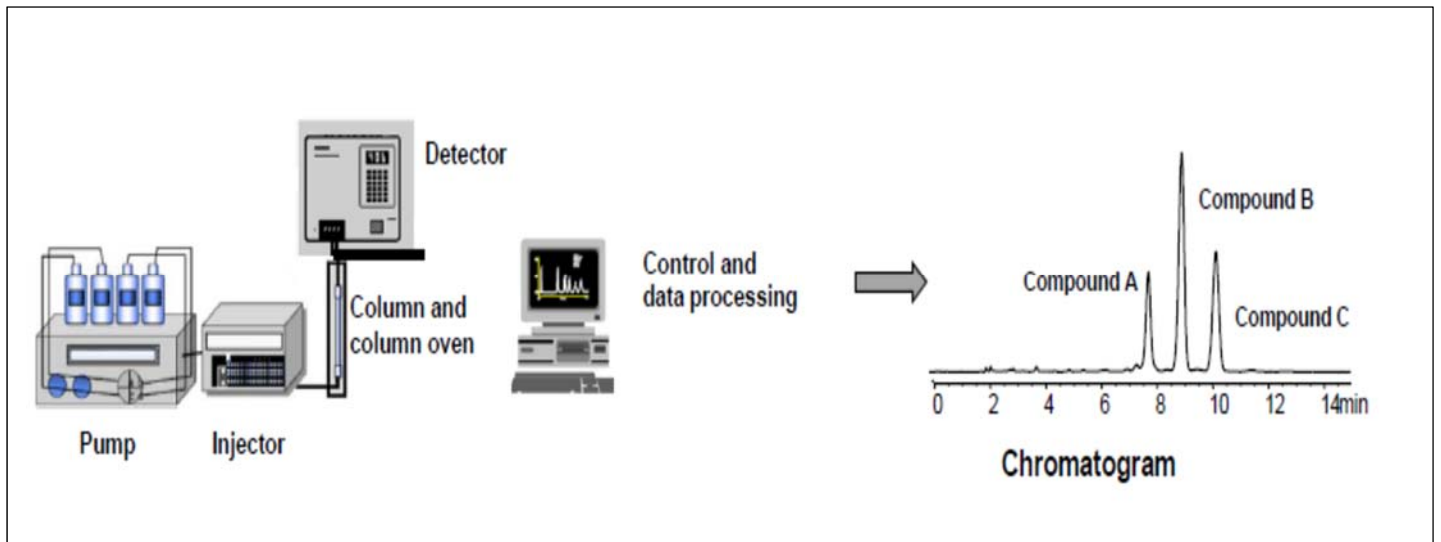 Detector
Column and
column oven
Pump
Injector
Control and
data processing
Compound A
Compound B
Compound C
0 2 4 6 8 10 12 14min
Chromatogram